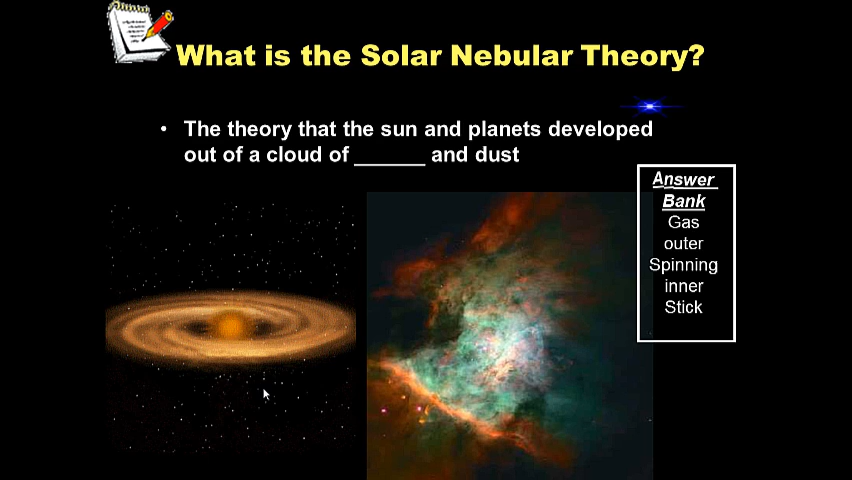 What is the Solar Nebular Theory?
• The theory that the sun and planets developed
out of a cloud of ______ and dust
Answer
Bank
Gas
outer
Spinning
inner
Stick